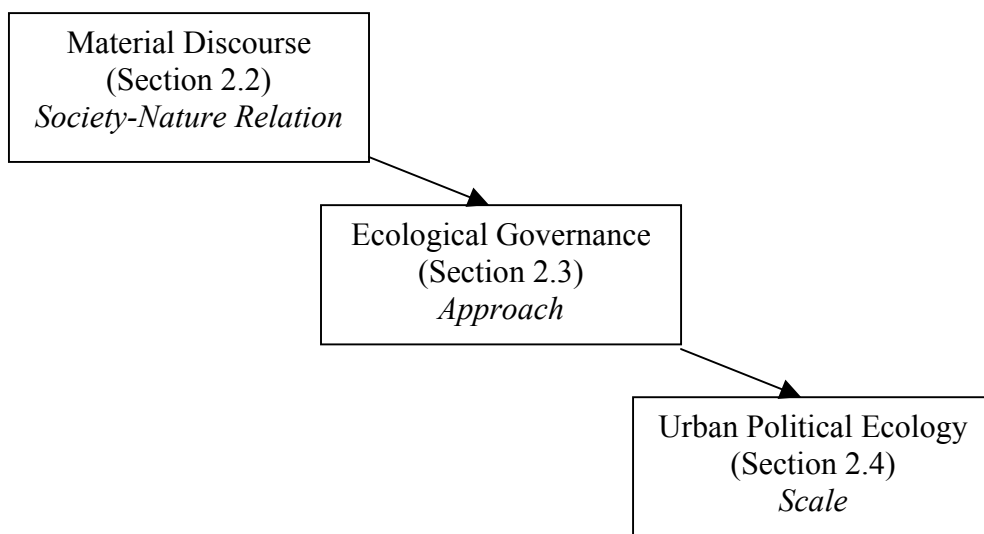 Material Discourse
(Section 2.2)
Society-Nature Relation
Ecological Governance
(Section 2.3)
Approach
Urban Political Ecology
(Section 2.4)
Scale